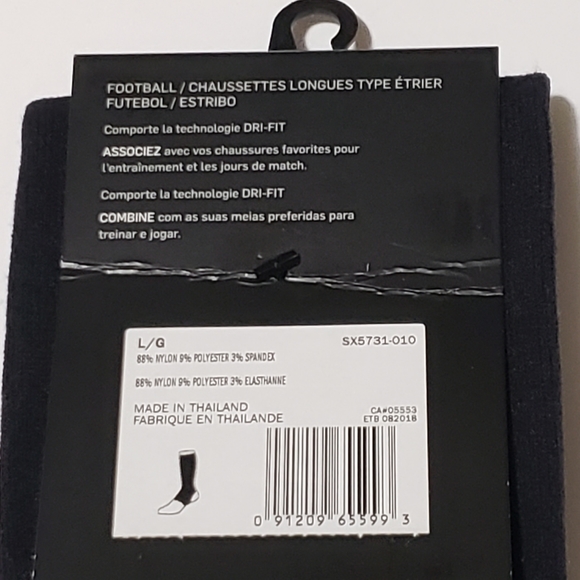 FOOTBALL / CHAUSSETTES LONGUES TYPE ÉTRIER
FUTEBOL / ESTRIBO
Comporte la technologie DRI-FIT
ASSOCIEZ avec vos chaussures favorites pour
l'entraînement et les jours de match.
Comporte la technologie DRI-FIT
COMBINE com as suas meias preferidas para
treinar e jogar.
L/G
SX5731-010
88% NYLON 9% POLYESTER 3% SPANDEX
88% NYLON 9% POLYESTER 3% ELASTHANNE
MADE IN THAILAND
FABRIQUE EN THAILANDE
CA#05553
ETB 082018
0 91209 65599 3